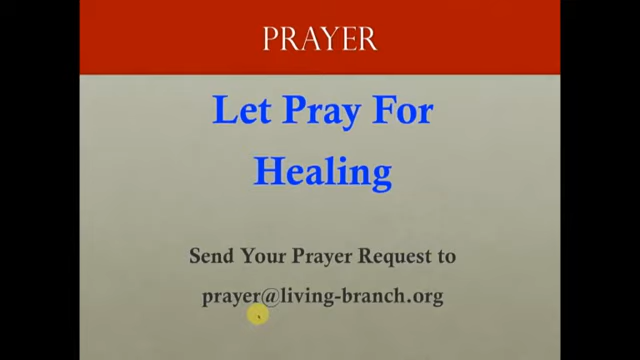 PRAYER
Let Pray For
Healing
Send Your Prayer Request to
prayer@living-branch.org